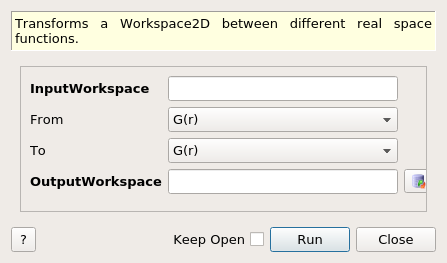 Transforms a Workspace2D between different real space
functions.
InputWorkspace
From G(r)
To G(r)
OutputWorkspace
? Keep Open Run Close